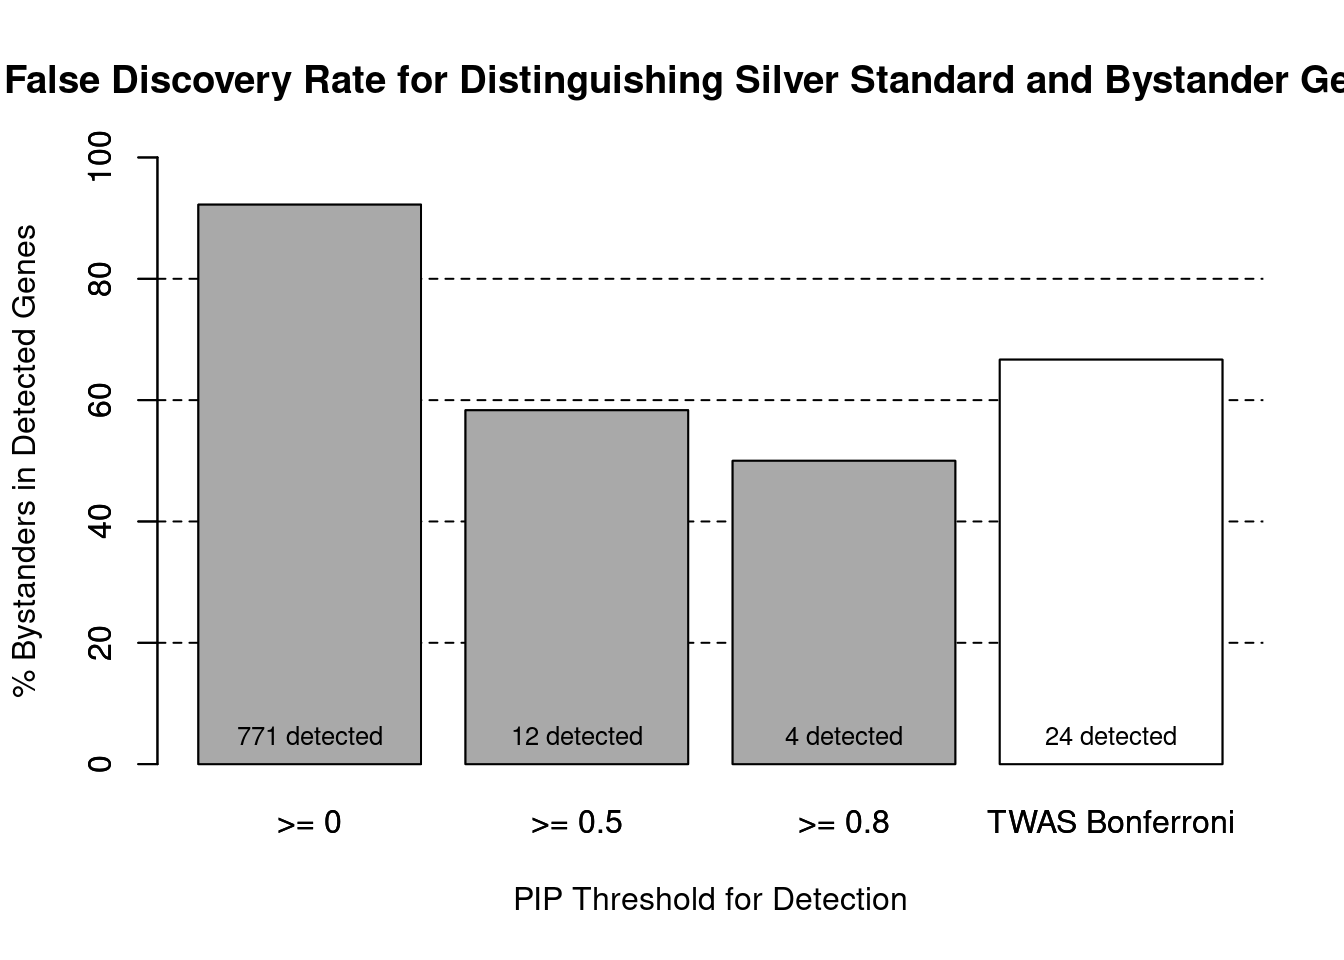 False Discovery Rate for Distinguishing Silver Standard and Bystander Ge
% Bystanders in Detected Genes
100
80
60
40
20
0
771 detected
12 detected
4 detected
24 detected
>= 0
>= 0.5
>= 0.8
TWAS Bonferroni
PIP Threshold for Detection